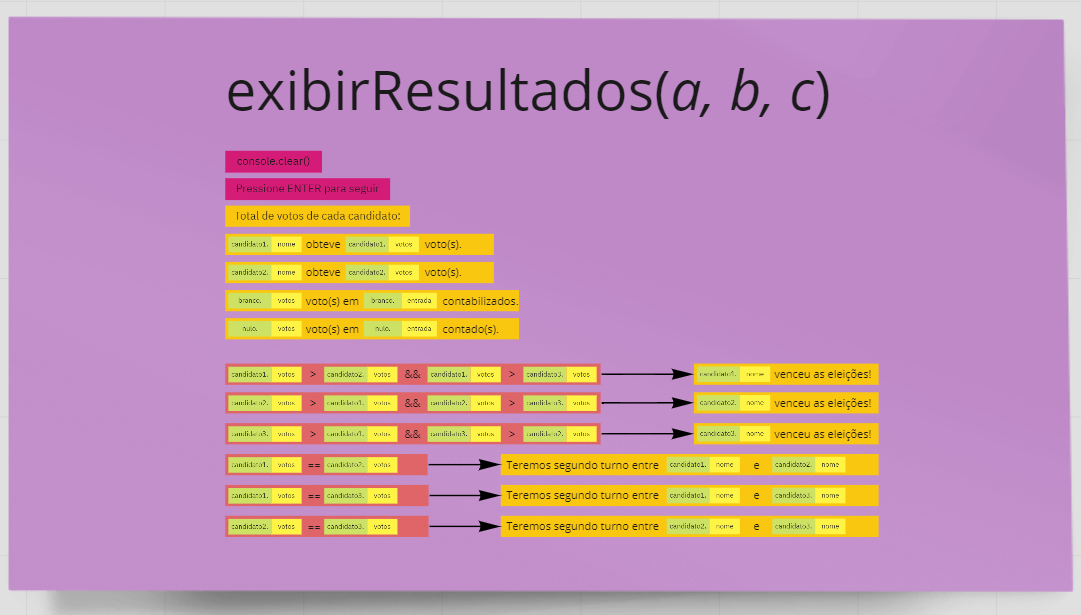 exibirResultados(a, b, c)
console.clear()
Pressione ENTER para seguir
Total de votos de cada candidato:
candidato1. nome obteve candidato1. votos voto(s).
candidato2. nome obteve candidato2. votos voto(s).
branco. votos voto(s) em branco. entrada contabilizados.
nulo. votos voto(s) em nulo. entrada contado(s).
candidato1. votos > candidato2. votos && candidato1. votos > candidato3. votos candidato1. nome venceu as eleições!
candidato2. votos > candidato1. votos && candidato2. votos > candidato3. votos candidato2. nome venceu as eleições!
candidato3. votos > candidato1. votos && candidato3. votos > candidato2. votos candidato3. nome venceu as eleições!
candidato1. votos == candidato2. votos Teremos segundo turno entre candidato1. nome e candidato2. nome
candidato1. votos == candidato3. votos Teremos segundo turno entre candidato1. nome e candidato3. nome
candidato2. votos == candidato3. votos Teremos segundo turno entre candidato2. nome e candidato3. nome